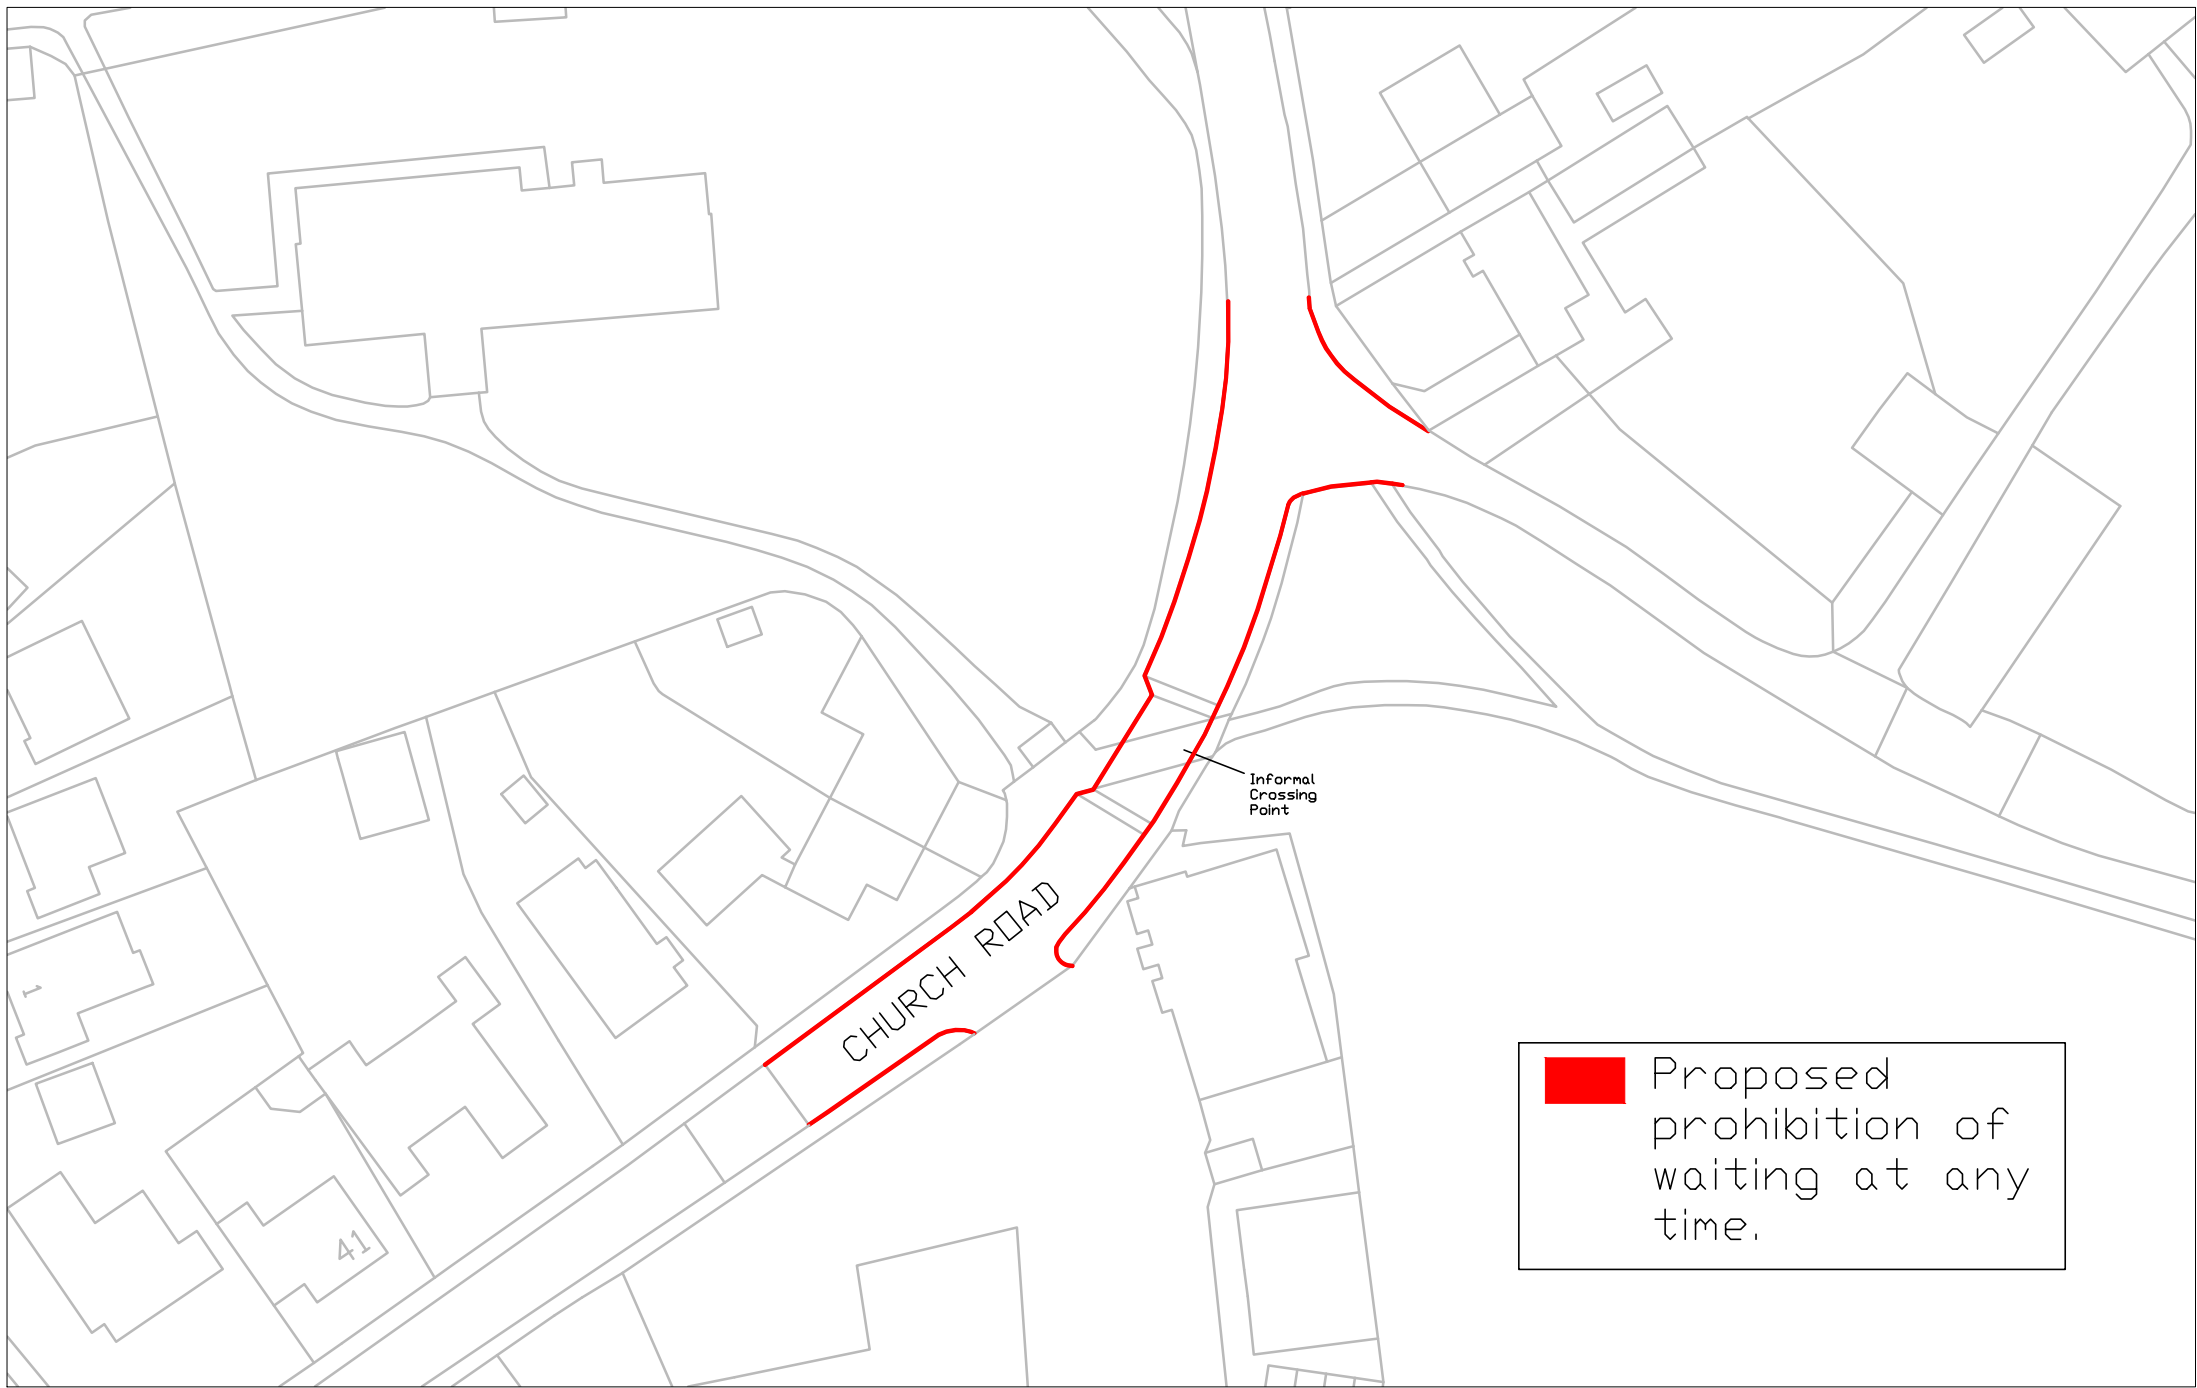 Informal
Crossing
Point
CHURCH ROAD
1
41
Proposed
prohibition of
waiting at any
time.